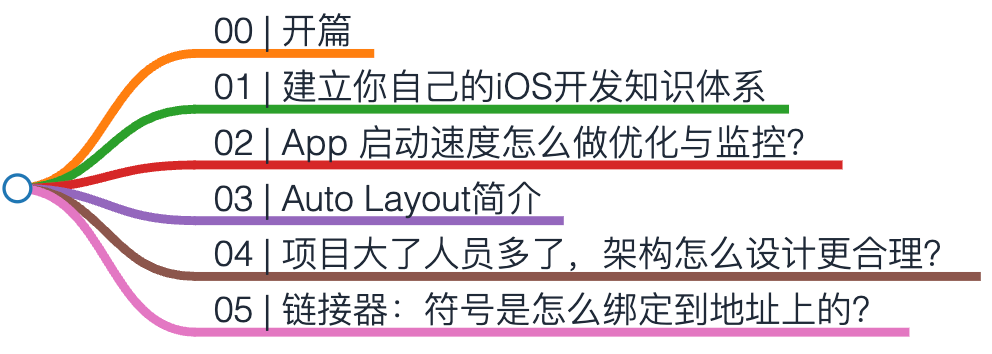 00 | 开篇
01 | 建立你自己的iOS开发知识体系
02 | App 启动速度怎么做优化与监控？
03 | Auto Layout简介
04 | 项目大了人员多了，架构怎么设计更合理？
05 | 链接器：符号是怎么绑定到地址上的？